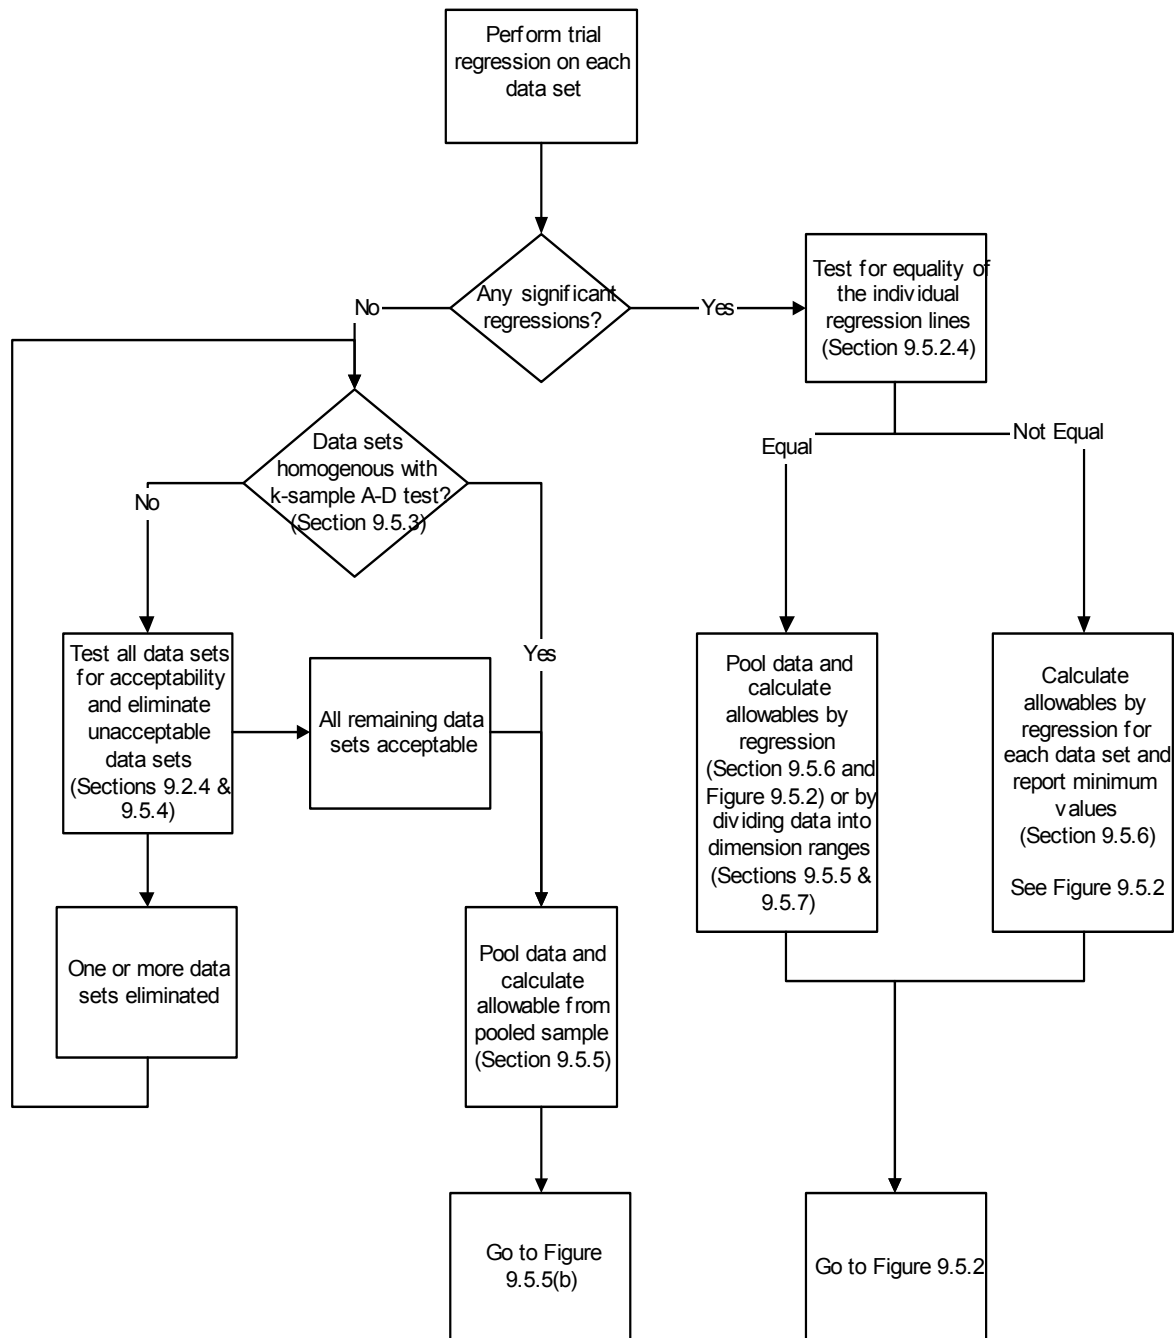 Perform trial
regression on each
data set
Any significant
regressions?
No
Yes
Test for equality of
the individual
regression lines
(Section 9.5.2.4)
Data sets
homogenous with
k-sample A-D test?
(Section 9.5.3)
No
Yes
Equal
Not Equal
Test all data sets
for acceptability
and eliminate
unacceptable
data sets
(Sections 9.2.4 &
9.5.4)
All remaining data
sets acceptable
One or more data
sets eliminated
Pool data and
calculate
allowable from
pooled sample
(Section 9.5.5)
Pool data and
calculate
allowables by
regression
(Section 9.5.6 and
Figure 9.5.2) or by
dividing data into
dimension ranges
(Sections 9.5.5 &
9.5.7)
Calculate
allowables by
regression for
each data set and
report minimum
values
(Section 9.5.6)
See Figure 9.5.2
Go to Figure
9.5.5(b)
Go to Figure 9.5.2